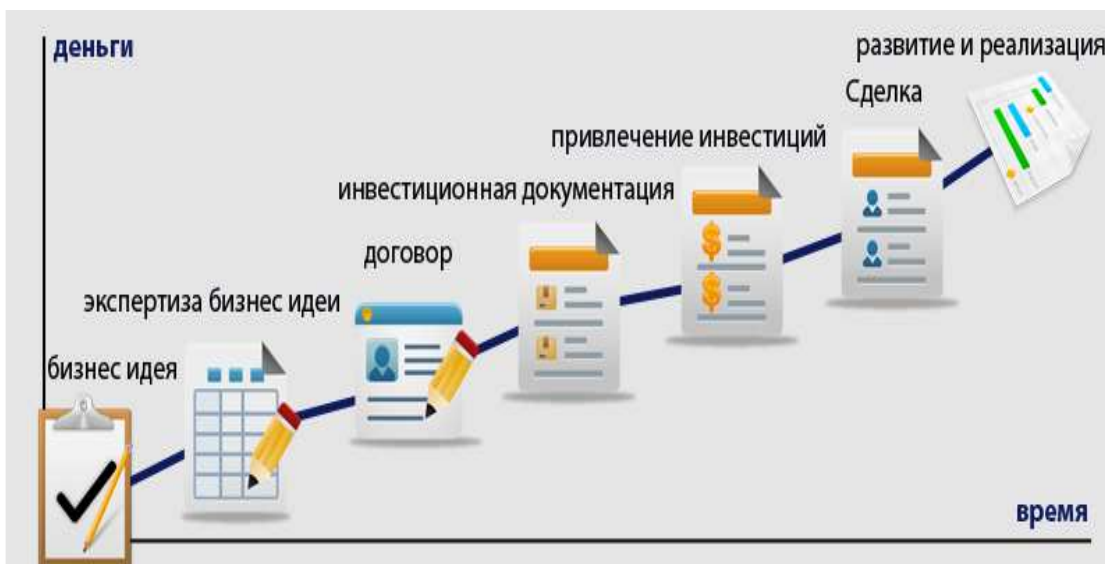 деньги
развитие и реализация
Сделка
привлечение инвестиций
инвестиционная документация
договор
экспертиза бизнес идеи
бизнес идея
время